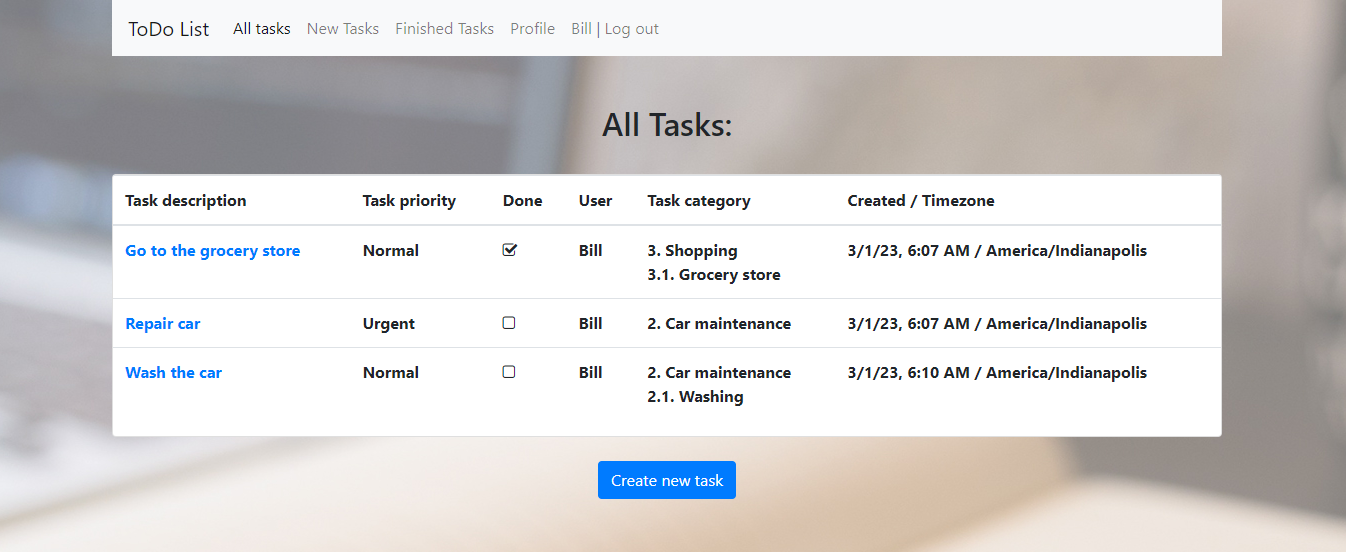 ToDo List All tasks New Tasks Finished Tasks Profile Bill | Log out
All Tasks:
Task description Task priority Done User Task category Created / Timezone
Go to the grocery store Normal Bill 3. Shopping 3/1/23, 6:07 AM / America/Indianapolis
3.1. Grocery store
Repair car Urgent Bill 2. Car maintenance 3/1/23, 6:07 AM / America/Indianapolis
Wash the car Normal Bill 2. Car maintenance 3/1/23, 6:10 AM / America/Indianapolis
2.1. Washing
Create new task